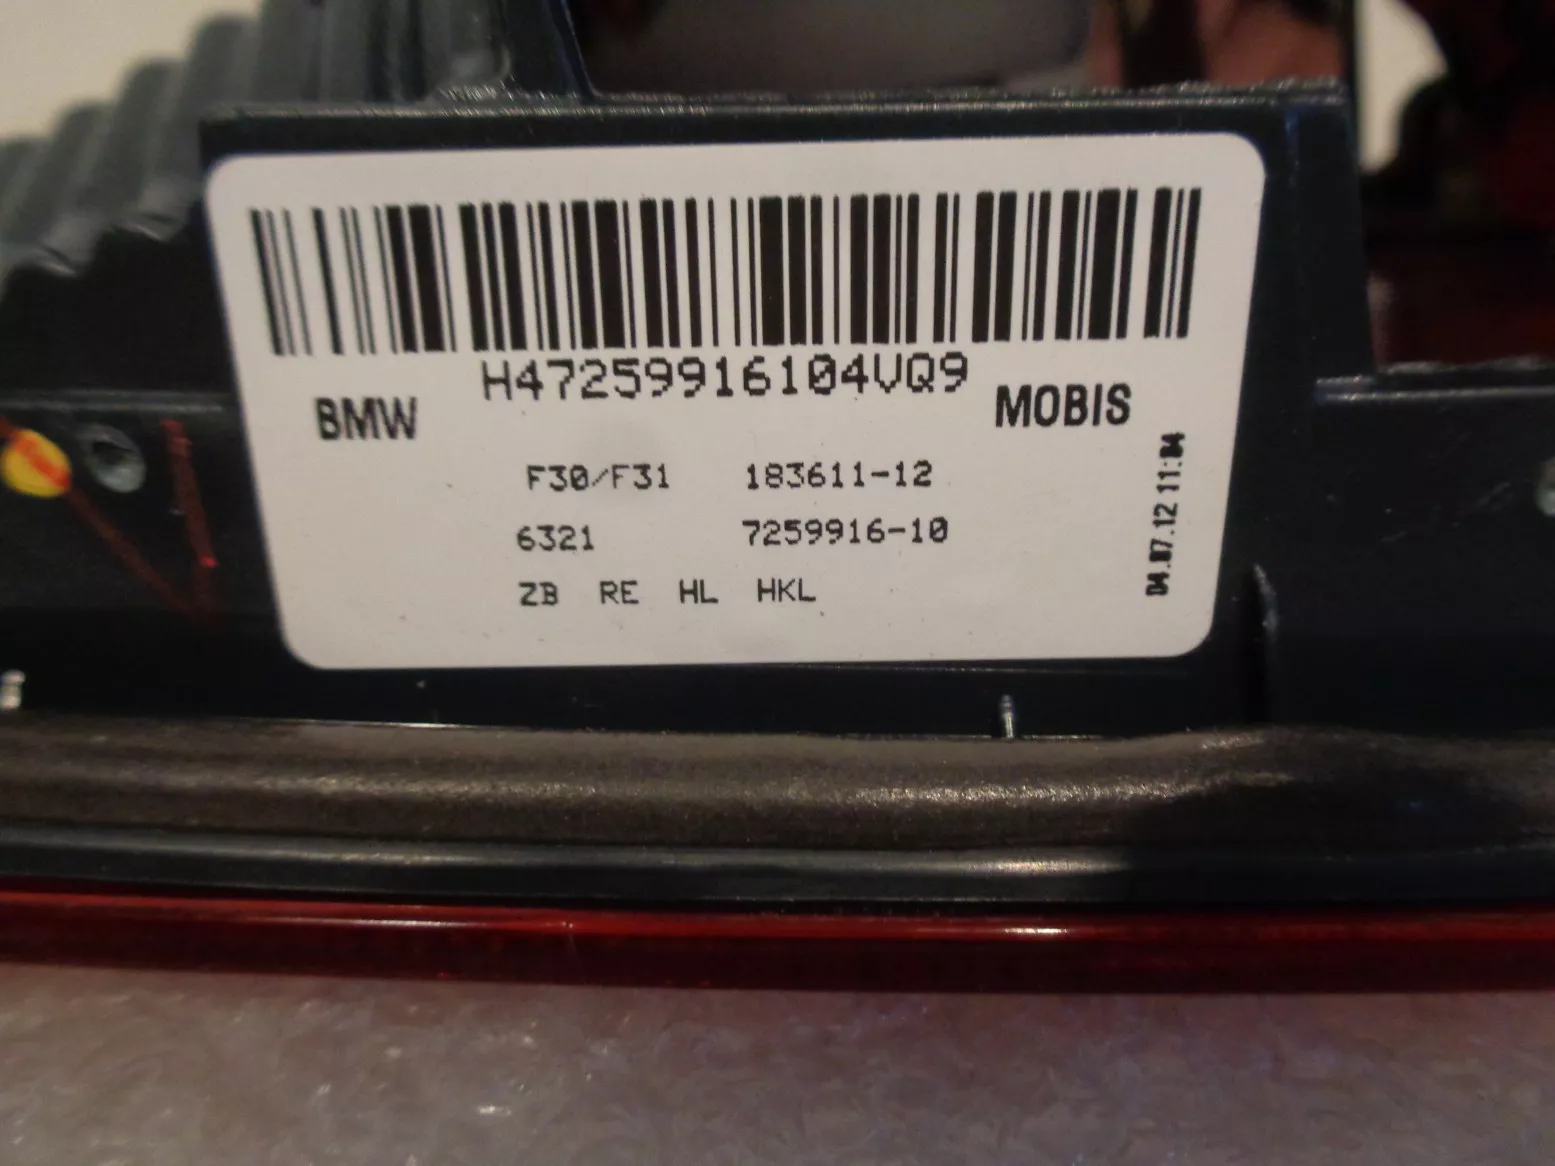 H47259916104VQ9
BMW
MOBIS
F30/F31 183611-12
6321 7259916-10
ZB RE HL HKL
04.07.12 11:04